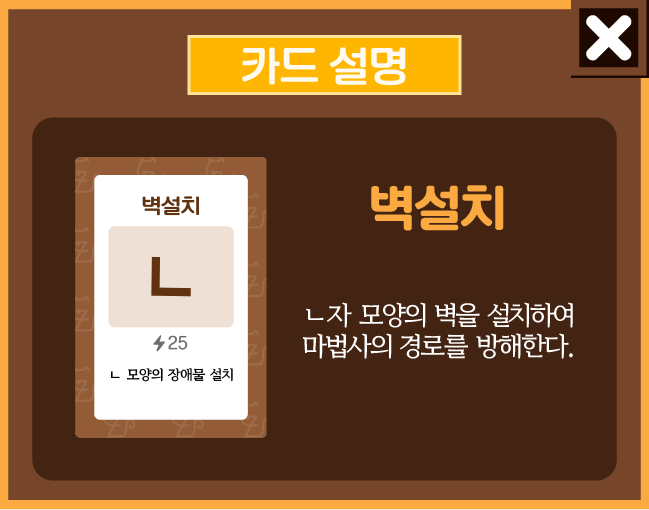 카드 설명
벽설치
ㄴ
25
ㄴ 모양의 장애물 설치
벽설치
ㄴ자 모양의 벽을 설치하여
마법사의 경로를 방해한다.